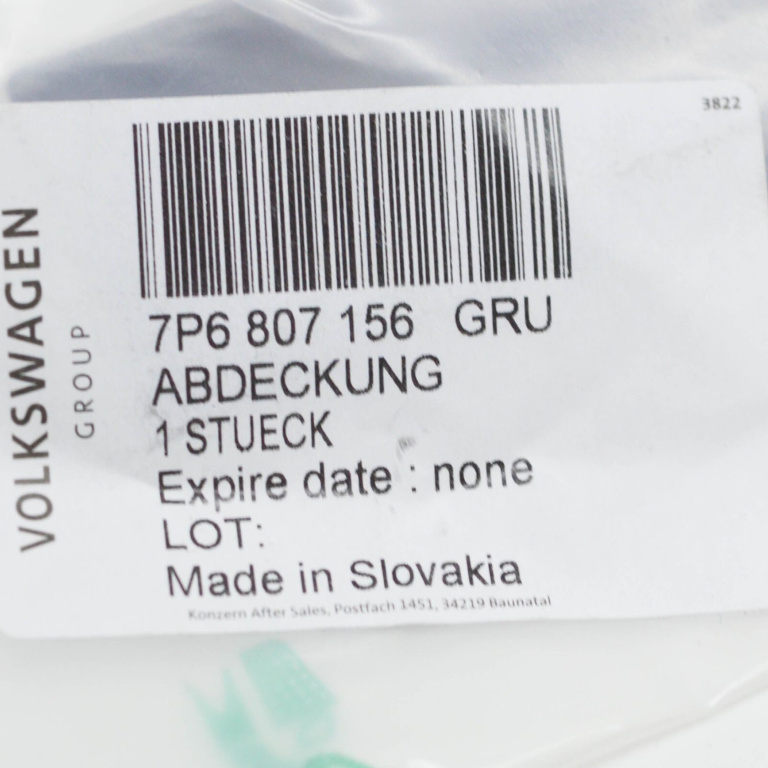 3822
VOLKSWAGEN
GROUP
7P6 807 156 GRU
ABDECKUNG
1 STUECK
Expire date : none
LOT:
Made in Slovakia
Konzern After Sales, Postfach 1451, 34219 Baunatal